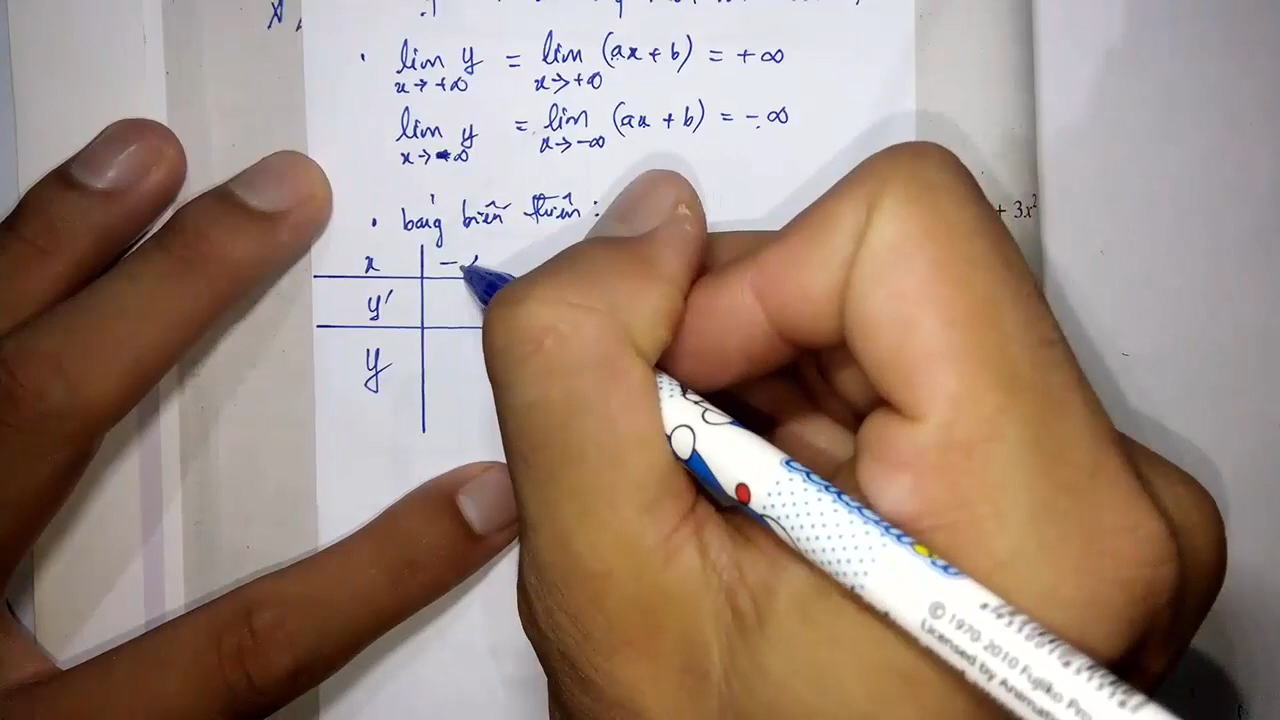 • lim y = lim (ax + b) = +∞
x→+∞ x→+∞
lim y = lim (ax + b) = -∞
x→-∞ x→-∞
• bảng biến thiên :
+ 3x²
x -
y'
y
© 1970-2010 Fujiko Pro
Licensed by